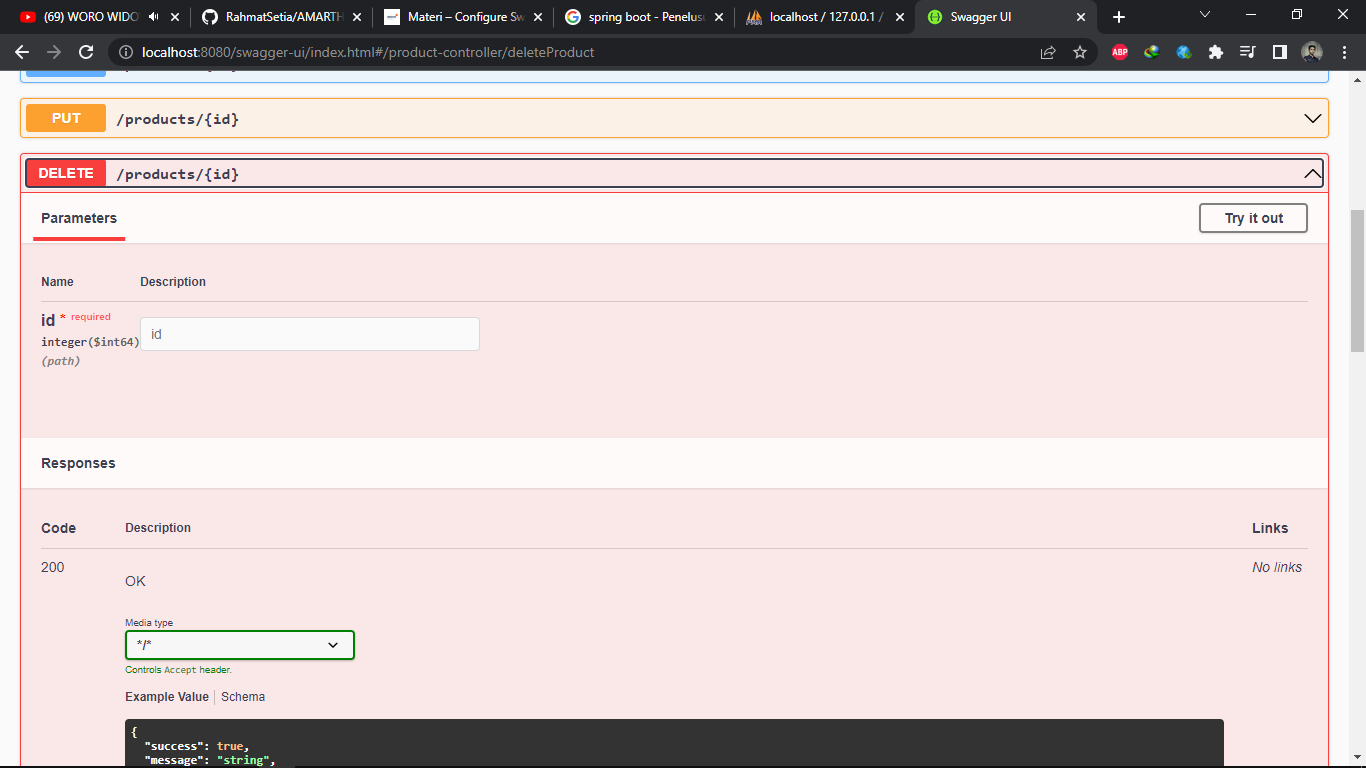 (69) WORO WIDO
RahmatSetia/AMARTH
Materi – Configure Sw
spring boot - Penelusu
localhost / 127.0.0.1 /
Swagger UI
localhost:8080/swagger-ui/index.html#/product-controller/deleteProduct
ABP
PUT /products/{id}
DELETE /products/{id}
Parameters
Try it out
Name Description
id * required
integer($int64)
(path)
id
Responses
Code Description Links
200
OK
No links
Media type
*/*
Controls Accept header.
Example Value Schema
{
"success": true,
"message": "string",